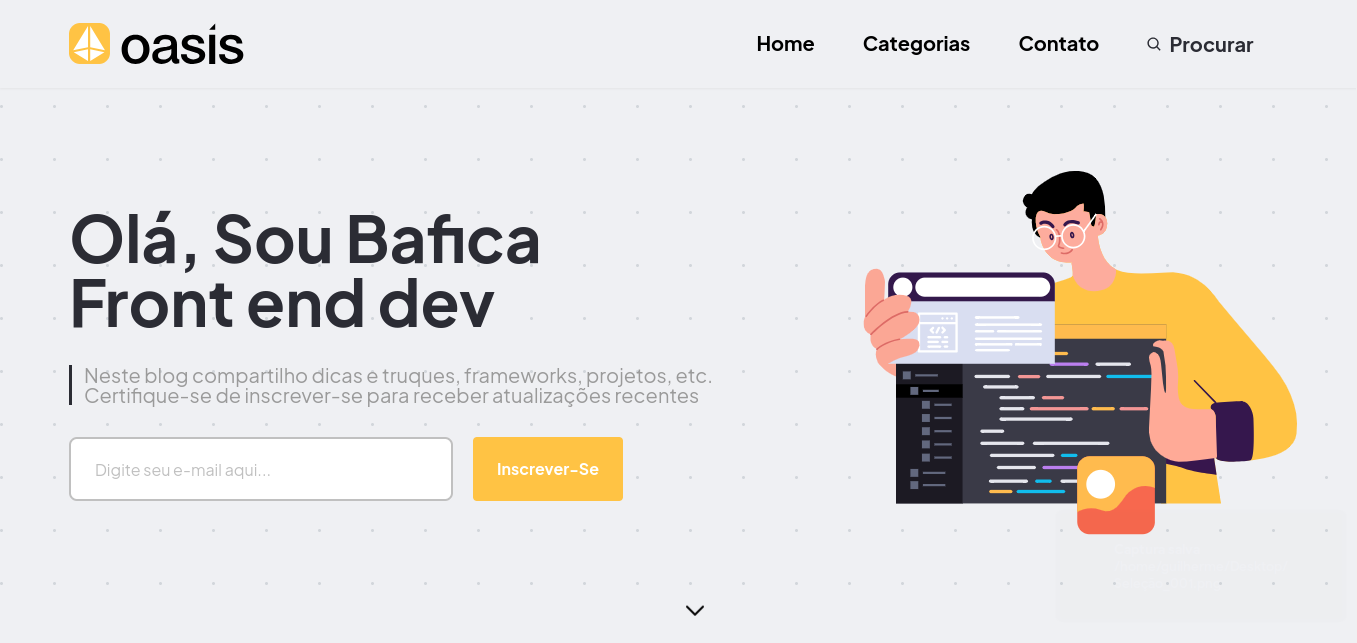 oasis
Home
Categorias
Contato
Procurar
Olá, Sou Bafica
Front end dev
Neste blog compartilho dicas e truques, frameworks, projetos, etc.
Certifique-se de inscrever-se para receber atualizações recentes
Digite seu e-mail aqui...
Inscrever-Se